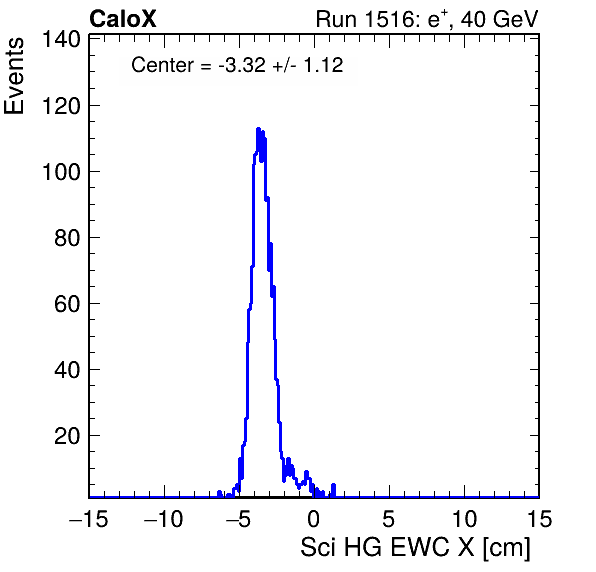 CaloX Run 1516: e⁺, 40 GeV
Center = -3.32 +/- 1.12
Events
140
120
100
80
60
40
20
−15 −10 −5 0 5 10 15
Sci HG EWC X [cm]